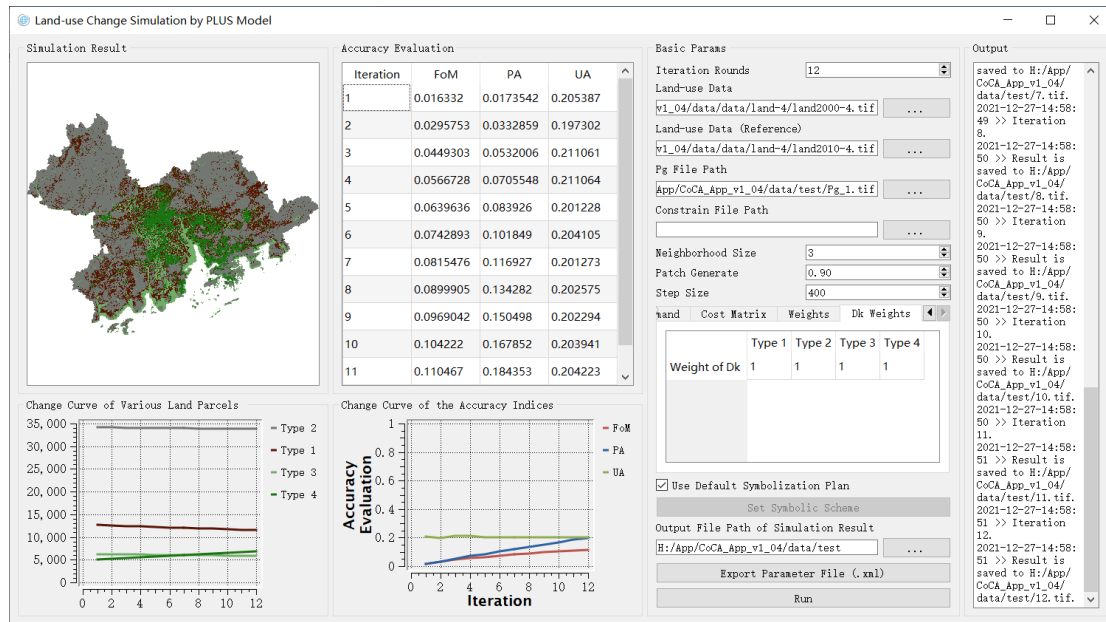 Land-use Change Simulation by PLUS Model
Simulation Result
Accuracy Evaluation
Iteration FoM PA UA
1 0.016332 0.0173542 0.205387
2 0.0295753 0.0332859 0.197302
3 0.0449303 0.0532006 0.211061
4 0.0566728 0.0705548 0.211064
5 0.0639636 0.083926 0.201228
6 0.0742893 0.101849 0.204105
7 0.0815476 0.116927 0.201273
8 0.0899905 0.134282 0.202575
9 0.0969042 0.150498 0.202294
10 0.104222 0.167852 0.203941
11 0.110467 0.184353 0.204223
Change Curve of Various Land Parcels
35,000
30,000
25,000
20,000
15,000
10,000
5,000
0
0 2 4 6 8 10 12
Type 2
Type 1
Type 3
Type 4
Change Curve of the Accuracy Indices
Accuracy
Evaluation
1
0.8
0.6
0.4
0.2
0
0 2 4 6 8 10 12
Iteration
FoM
PA
UA
Basic Params
Iteration Rounds 12
Land-use Data
v1_04/data/data/land-4/land2000-4.tif ...
Land-use Data (Reference)
v1_04/data/data/land-4/land2010-4.tif ...
Pg File Path
App/CoCA_App_v1_04/data/test/Pg_1.tif ...
Constrain File Path
...
Neighborhood Size 3
Patch Generate 0.90
Step Size 400
mand Cost Matrix Weights Dk Weights
Type 1 Type 2 Type 3 Type 4
Weight of Dk 1 1 1 1
Use Default Symbolization Plan
Set Symbolic Scheme
Output File Path of Simulation Result
H:/App/CoCA_App_v1_04/data/test ...
Export Parameter File (.xml)
Run
Output
saved to H:/App/
CoCA_App_v1_04/
data/test/7.tif.
2021-12-27-14:58:
49 >> Iteration
8.
2021-12-27-14:58:
50 >> Result is
saved to H:/App/
CoCA_App_v1_04/
data/test/8.tif.
2021-12-27-14:58:
50 >> Iteration
9.
2021-12-27-14:58:
50 >> Result is
saved to H:/App/
CoCA_App_v1_04/
data/test/9.tif.
2021-12-27-14:58:
50 >> Iteration
10.
2021-12-27-14:58:
50 >> Result is
saved to H:/App/
CoCA_App_v1_04/
data/test/10.tif.
2021-12-27-14:58:
50 >> Iteration
11.
2021-12-27-14:58:
51 >> Result is
saved to H:/App/
CoCA_App_v1_04/
data/test/11.tif.
2021-12-27-14:58:
51 >> Iteration
12.
2021-12-27-14:58:
51 >> Result is
saved to H:/App/
CoCA_App_v1_04/
data/test/12.tif.